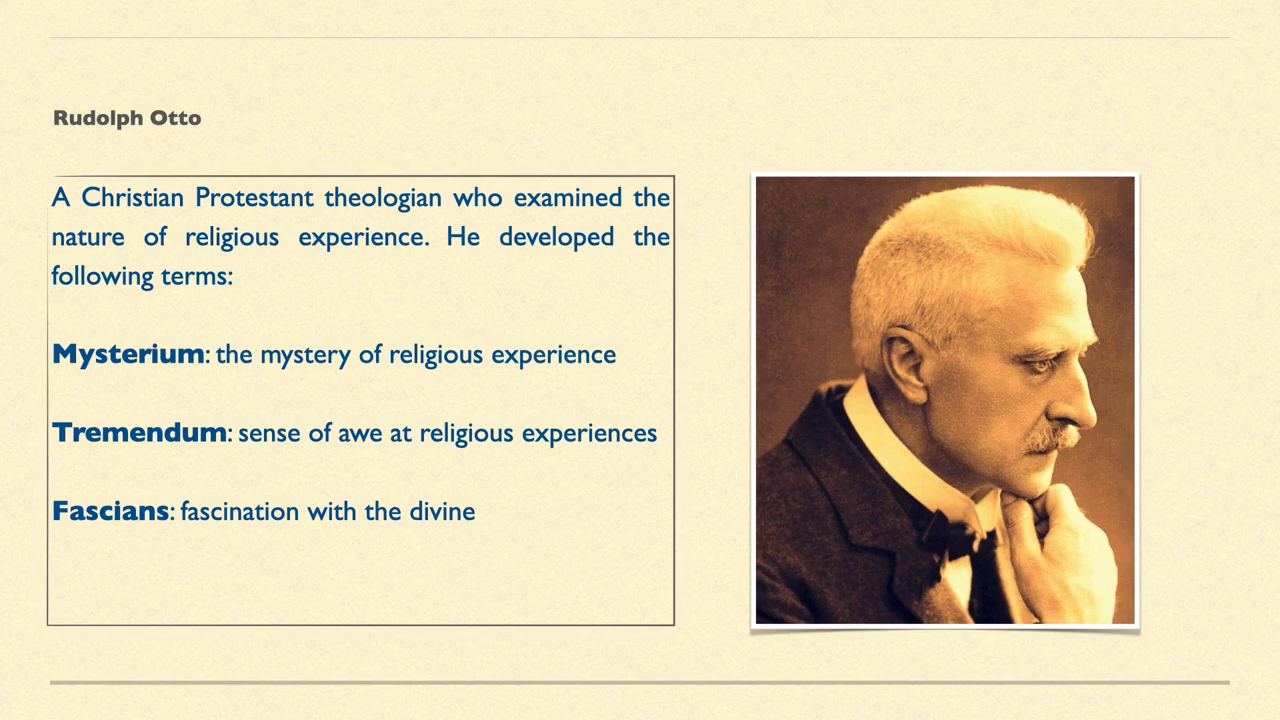 Rudolph Otto
A Christian Protestant theologian who examined the
nature of religious experience. He developed the
following terms:
Mysterium: the mystery of religious experience
Tremendum: sense of awe at religious experiences
Fascians: fascination with the divine